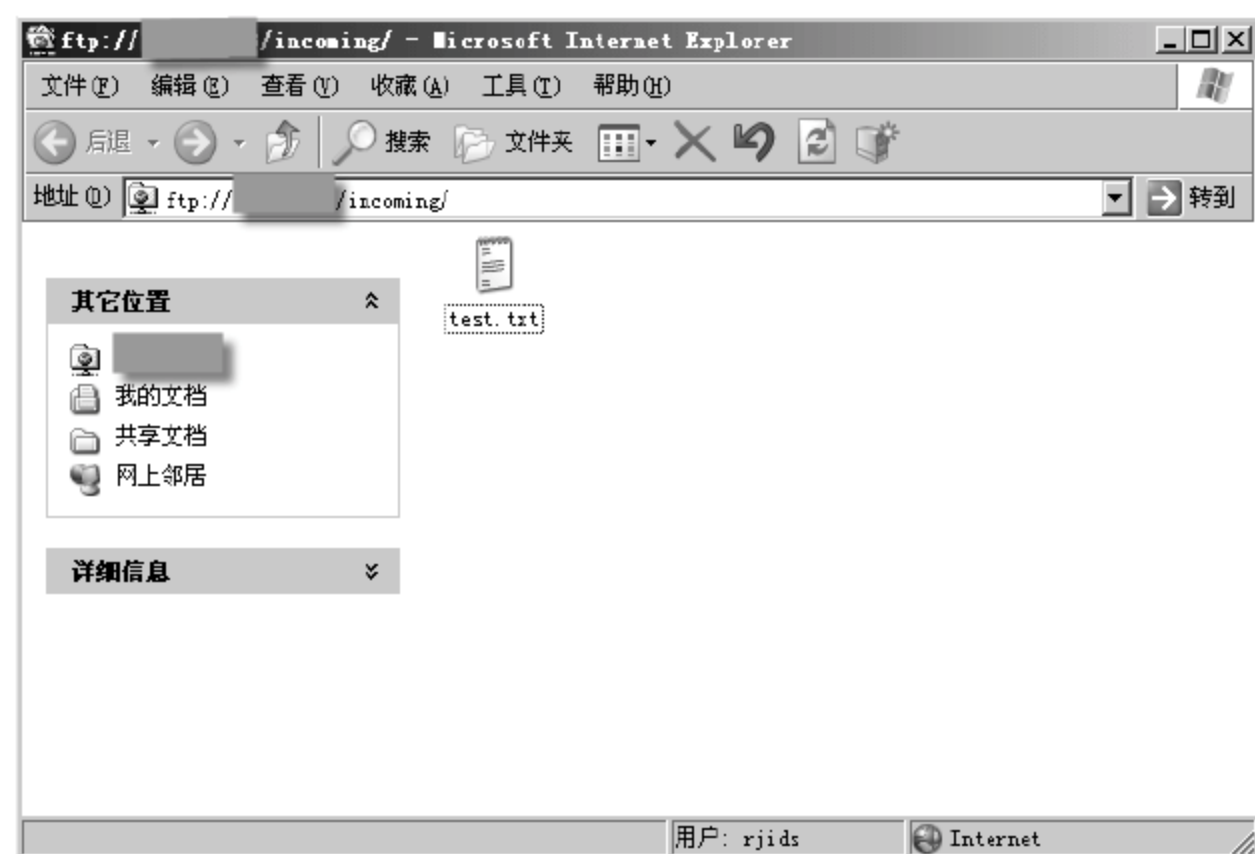 ftp:// /incoming/ - Microsoft Internet Explorer
文件(F) 编辑(E) 查看(V) 收藏(A) 工具(T) 帮助(H)
后退 搜索 文件夹
地址(D) ftp:// /incoming/ 转到
其它位置
我的文档
共享文档
网上邻居
详细信息
test.txt
用户: rjids Internet